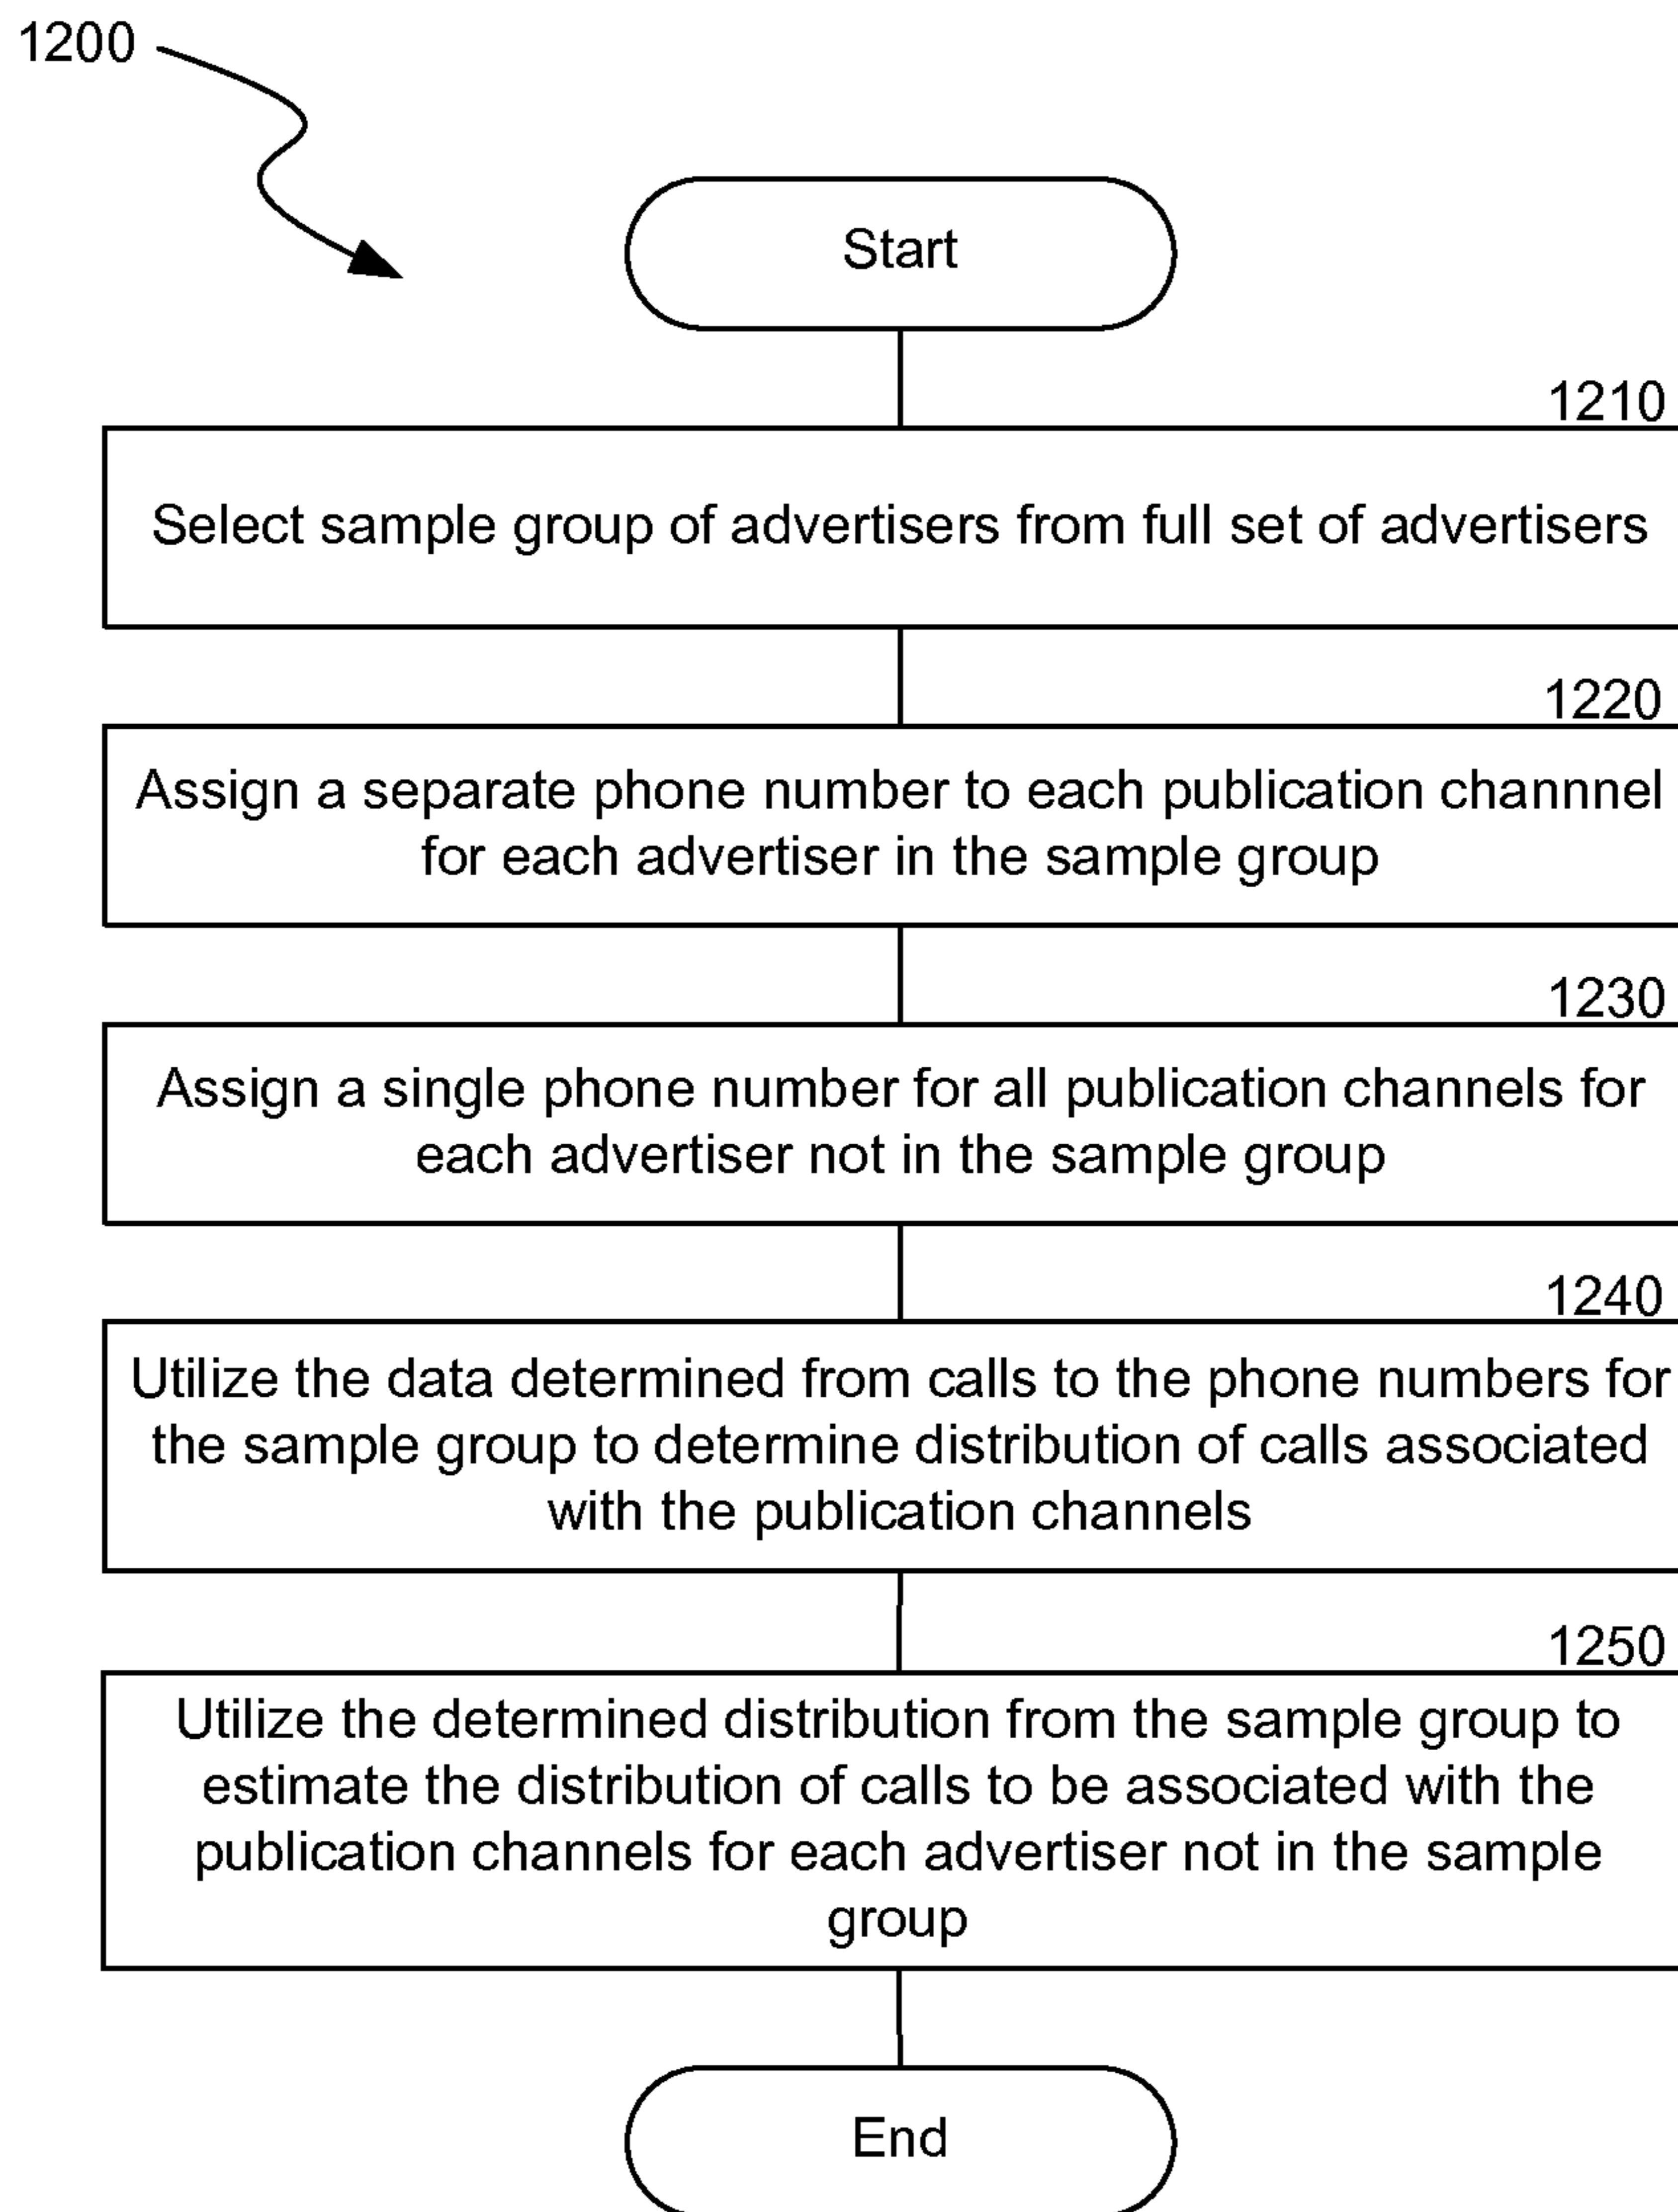 1200
Start
1210
Select sample group of advertisers from full set of advertisers
1220
Assign a separate phone number to each publication channnel
for each advertiser in the sample group
1230
Assign a single phone number for all publication channels for
each advertiser not in the sample group
1240
Utilize the data determined from calls to the phone numbers for
the sample group to determine distribution of calls associated
with the publication channels
1250
Utilize the determined distribution from the sample group to
estimate the distribution of calls to be associated with the
publication channels for each advertiser not in the sample
group
End